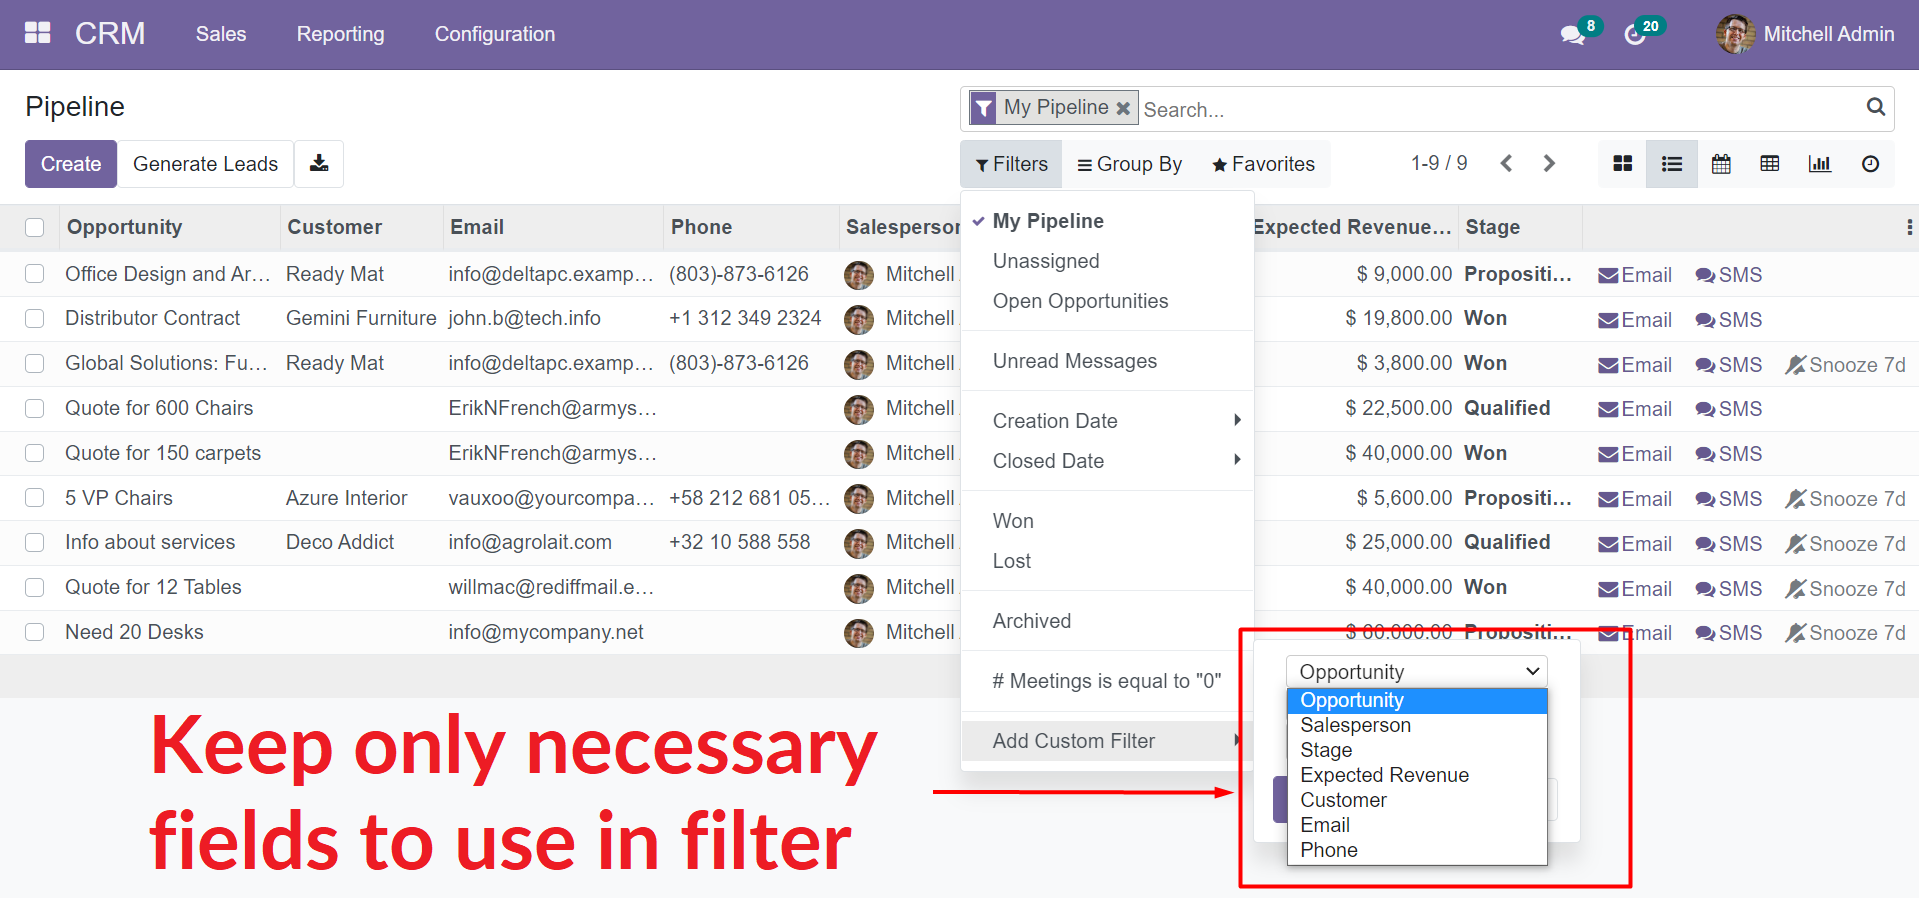 CRM Sales Reporting Configuration 8 20 Mitchell Admin
Pipeline
My Pipeline Search...
Create Generate Leads
Filters Group By Favorites 1-9 / 9
Opportunity Customer Email Phone Salesperson Expected Revenue... Stage
Office Design and Ar... Ready Mat info@deltapc.examp... (803)-873-6126 Mitchell $ 9,000.00 Propositi... Email SMS
Distributor Contract Gemini Furniture john.b@tech.info +1 312 349 2324 Mitchell $ 19,800.00 Won Email SMS
Global Solutions: Fu... Ready Mat info@deltapc.examp... (803)-873-6126 Mitchell $ 3,800.00 Won Email SMS Snooze 7d
Quote for 600 Chairs ErikNFrench@armys... Mitchell $ 22,500.00 Qualified Email SMS
Quote for 150 carpets ErikNFrench@armys... Mitchell $ 40,000.00 Won Email SMS
5 VP Chairs Azure Interior vauxoo@yourcompa... +58 212 681 05... Mitchell $ 5,600.00 Propositi... Email SMS Snooze 7d
Info about services Deco Addict info@agrolait.com +32 10 588 558 Mitchell $ 25,000.00 Qualified Email SMS Snooze 7d
Quote for 12 Tables willmac@rediffmail.e... Mitchell $ 40,000.00 Won Email SMS Snooze 7d
Need 20 Desks info@mycompany.net Mitchell $ 60,000.00 Propositi... Email SMS Snooze 7d
My Pipeline
Unassigned
Open Opportunities
Unread Messages
Creation Date
Closed Date
Won
Lost
Archived
# Meetings is equal to "0"
Add Custom Filter
Opportunity
Opportunity
Salesperson
Stage
Expected Revenue
Customer
Email
Phone
Keep only necessary
fields to use in filter